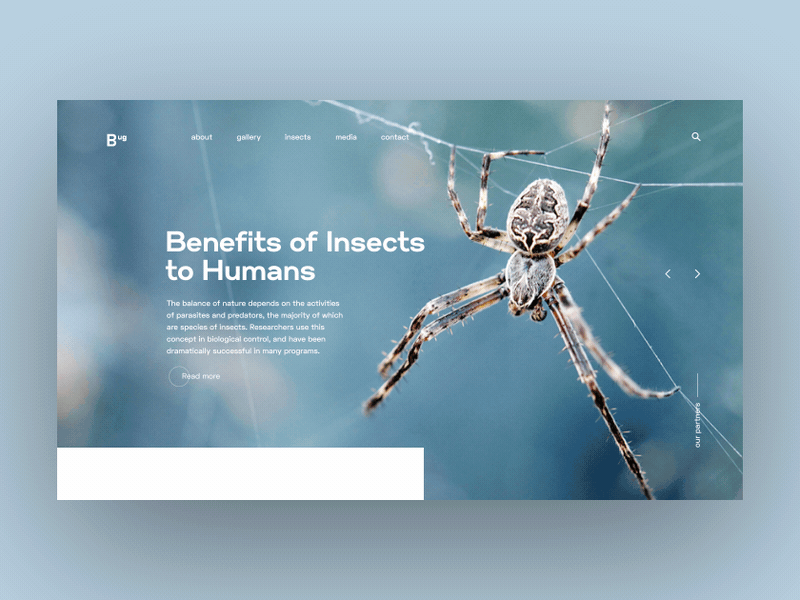 Bug
about gallery insects media contact
Benefits of Insects
to Humans
The balance of nature depends on the activities
of parasites and predators, the majority of which
are species of insects. Researchers use this
concept in biological control, and have been
dramatically successful in many programs.
Read more
our partners